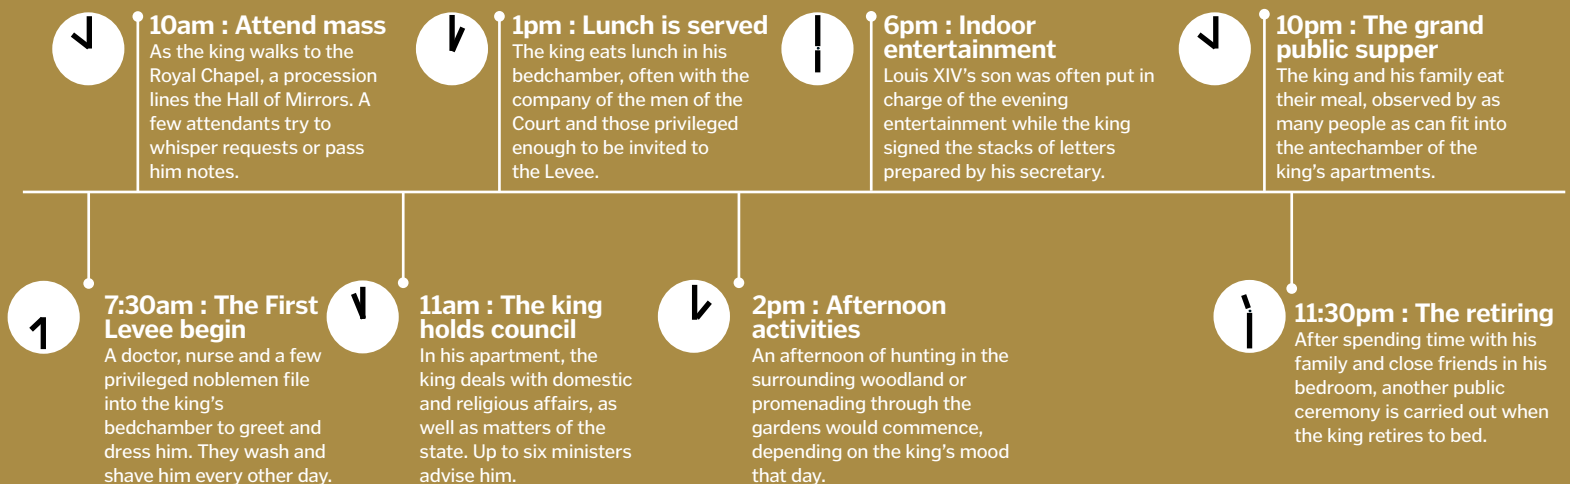 10am : Attend mass
As the king walks to the
Royal Chapel, a procession
lines the Hall of Mirrors. A
few attendants try to
whisper requests or pass
him notes.
1pm : Lunch is served
The king eats lunch in his
bedchamber, often with the
company of the men of the
Court and those privileged
enough to be invited to
the Levee.
6pm : Indoor
entertainment
Louis XIV's son was often put in
charge of the evening
entertainment while the king
signed the stacks of letters
prepared by his secretary.
10pm : The grand
public supper
The king and his family eat
their meal, observed by as
many people as can fit into
the antechamber of the
king's apartments.
7:30am : The First
Levee begin
A doctor, nurse and a few
privileged noblemen file
into the king's
bedchamber to greet and
dress him. They wash and
shave him every other day.
11am : The king
holds council
In his apartment, the
king deals with domestic
and religious affairs, as
well as matters of the
state. Up to six ministers
advise him.
2pm : Afternoon
activities
An afternoon of hunting in the
surrounding woodland or
promenading through the
gardens would commence,
depending on the king's mood
that day.
11:30pm : The retiring
After spending time with his
family and close friends in his
bedroom, another public
ceremony is carried out when
the king retires to bed.